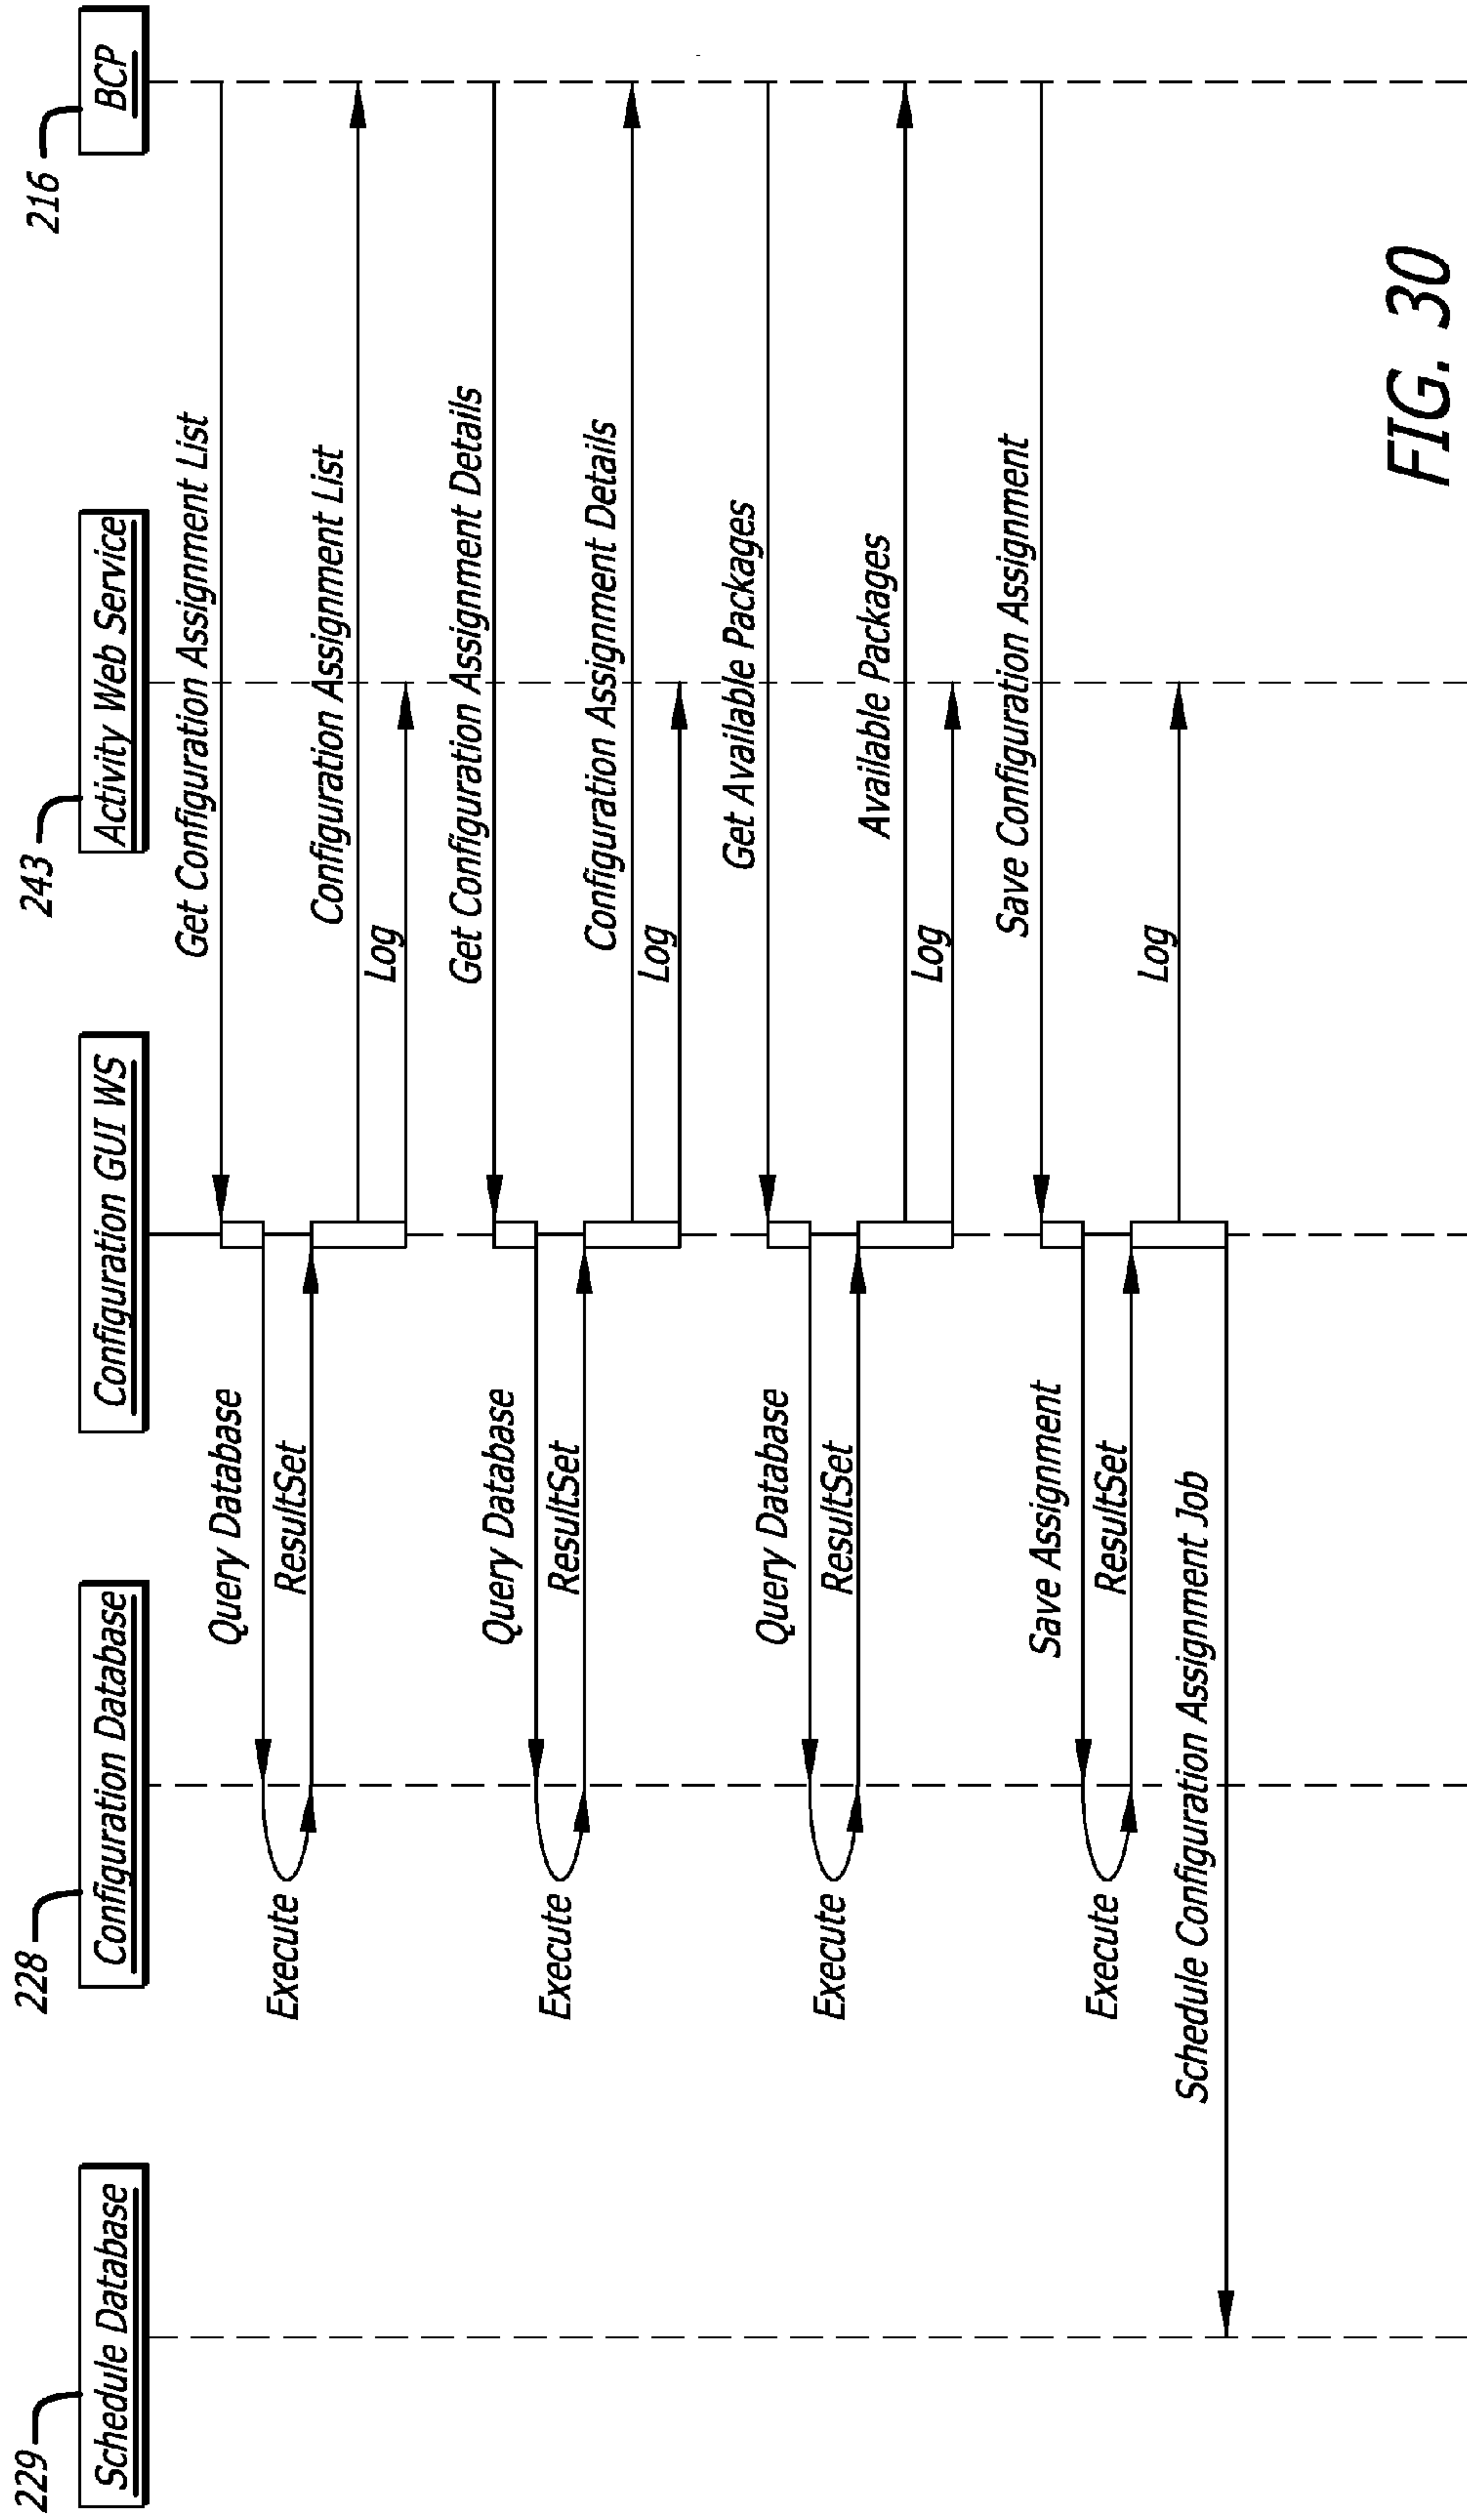 229
228
243
216
Schedule Database
Configuration Database
Configuration GUI WS
Activity Web Service
BCP
Get Configuration Assignment List
Query Database
Execute
ResultSet
Configuration Assignment List
Log
Get Configuration Assignment Details
Query Database
Execute
ResultSet
Configuration Assignment Details
Log
Get Available Packages
Query Database
Execute
ResultSet
Available Packages
Log
Save Configuration Assignment
Save Assignment
Execute
ResultSet
Log
Schedule Configuration Assignment Job
FIG. 30